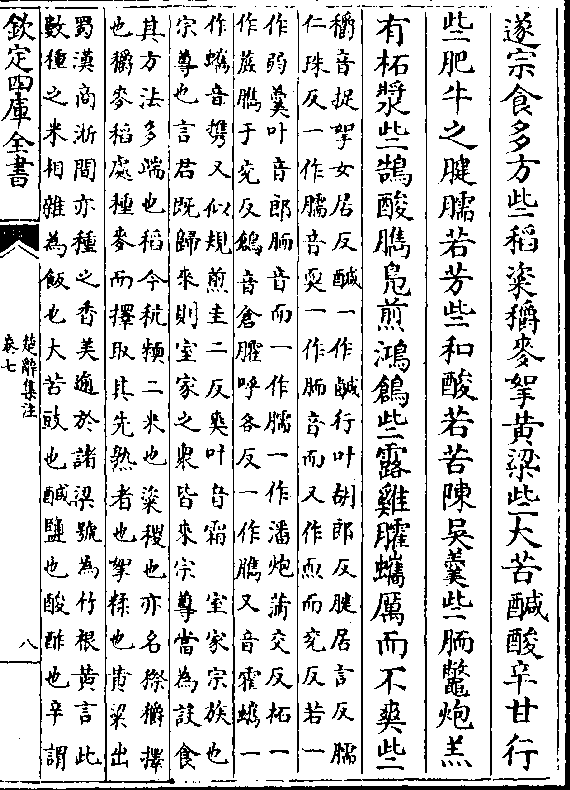 遂宗食多方些稻粢穱麥挐黃粱些大苦醎酸辛甘行
些肥牛之腱臑若芳些和酸若苦陳吳羹些胹鼈炮羔
有柘漿些鵠酸臇鳬煎鴻鶬些露雞臛蠵厲而不爽些
穱音捉挐女居反醎一作鹹行叶胡郎反腱居言反臑
仁珠反一作臑音耎一作胹音而又作炳而兖反若一
作弱羹叶音郎胹音而一作臑一作潘炮蒲交反柘一
作蔗臇于兖反鶬音倉臛呼各反一作臇又音霍蠵一
作蠵音攜又似規煎圭二反爽叶音霜　室家宗族也
宗尊也言君既歸來則室家之衆皆來宗尊當為設食
其方法多端也稻今秔穤二米也粢稷也亦名穄穱擇
也穱麥稻處種麥而擇取其先熟者也挐糅也黃粱出
蜀漢商浙間亦種之香美逾於諸粱號為竹根黃言此
數種之米相雜為飯也大苦豉也醎鹽也酸酢也辛謂
欽定四庫全書
楚辭集注
卷七
八